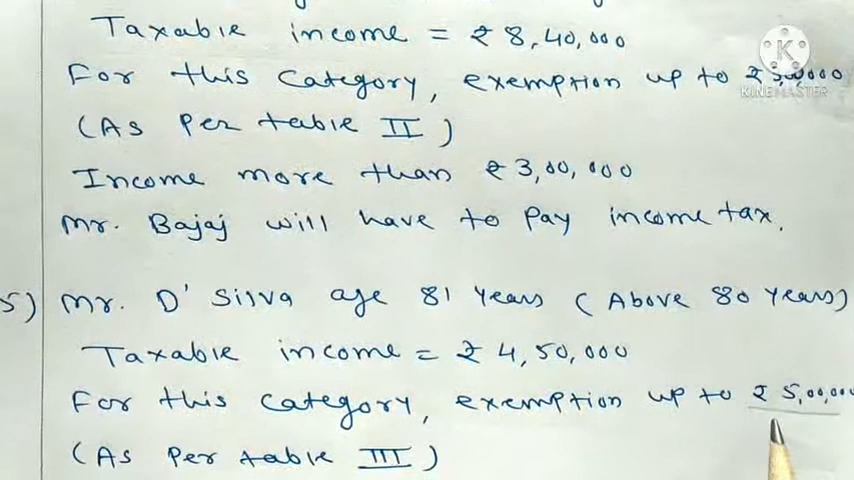 Taxable income = ₹ 8,40,000
For this category, exemption up to ₹ 3,00,000
(As per table II)
Income more than ₹ 3,00,000
Mr. Bajaj will have to pay income tax.
5) Mr. D'Silva age 81 years (Above 80 years)
Taxable income = ₹ 4,50,000
For this category, exemption up to ₹ 5,00,000
(As per table III)
K
KINEMASTER